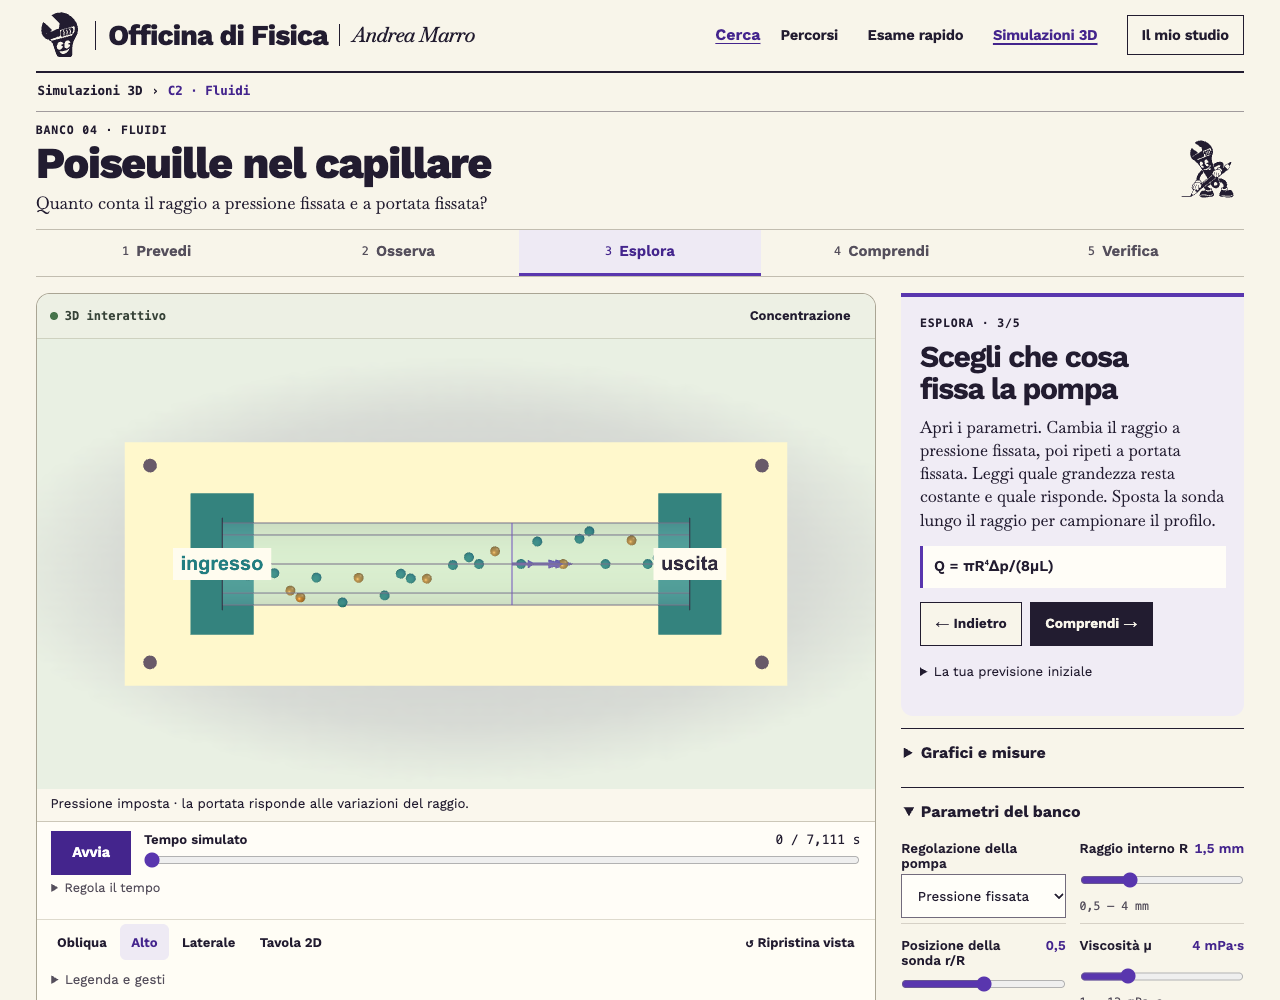 Officina di Fisica
Andrea Marro
Cerca
Percorsi
Esame rapido
Simulazioni 3D
Il mio studio
Simulazioni 3D › C2 · Fluidi
BANCO 04 · FLUIDI
Poiseuille nel capillare
Quanto conta il raggio a pressione fissata e a portata fissata?
1 Prevedi
2 Osserva
3 Esplora
4 Comprendi
5 Verifica
3D interattivo
Concentrazione
ingresso
uscita
Pressione imposta · la portata risponde alle variazioni del raggio.
Avvia
Tempo simulato
0 / 7,111 s
▶ Regola il tempo
Obliqua
Alto
Laterale
Tavola 2D
↺ Ripristina vista
▶ Legenda e gesti
ESPLORA · 3/5
Scegli che cosa
fissa la pompa
Apri i parametri. Cambia il raggio a
pressione fissata, poi ripeti a portata
fissata. Leggi quale grandezza resta
costante e quale risponde. Sposta la sonda
lungo il raggio per campionare il profilo.
Q = πR⁴Δp/(8μL)
← Indietro
Comprendi →
▶ La tua previsione iniziale
▶ Grafici e misure
▼ Parametri del banco
Regolazione della
pompa
Pressione fissata
Raggio interno R 1,5 mm
0,5 — 4 mm
Posizione della
sonda r/R
0,5
Viscosità μ 4 mPa·s